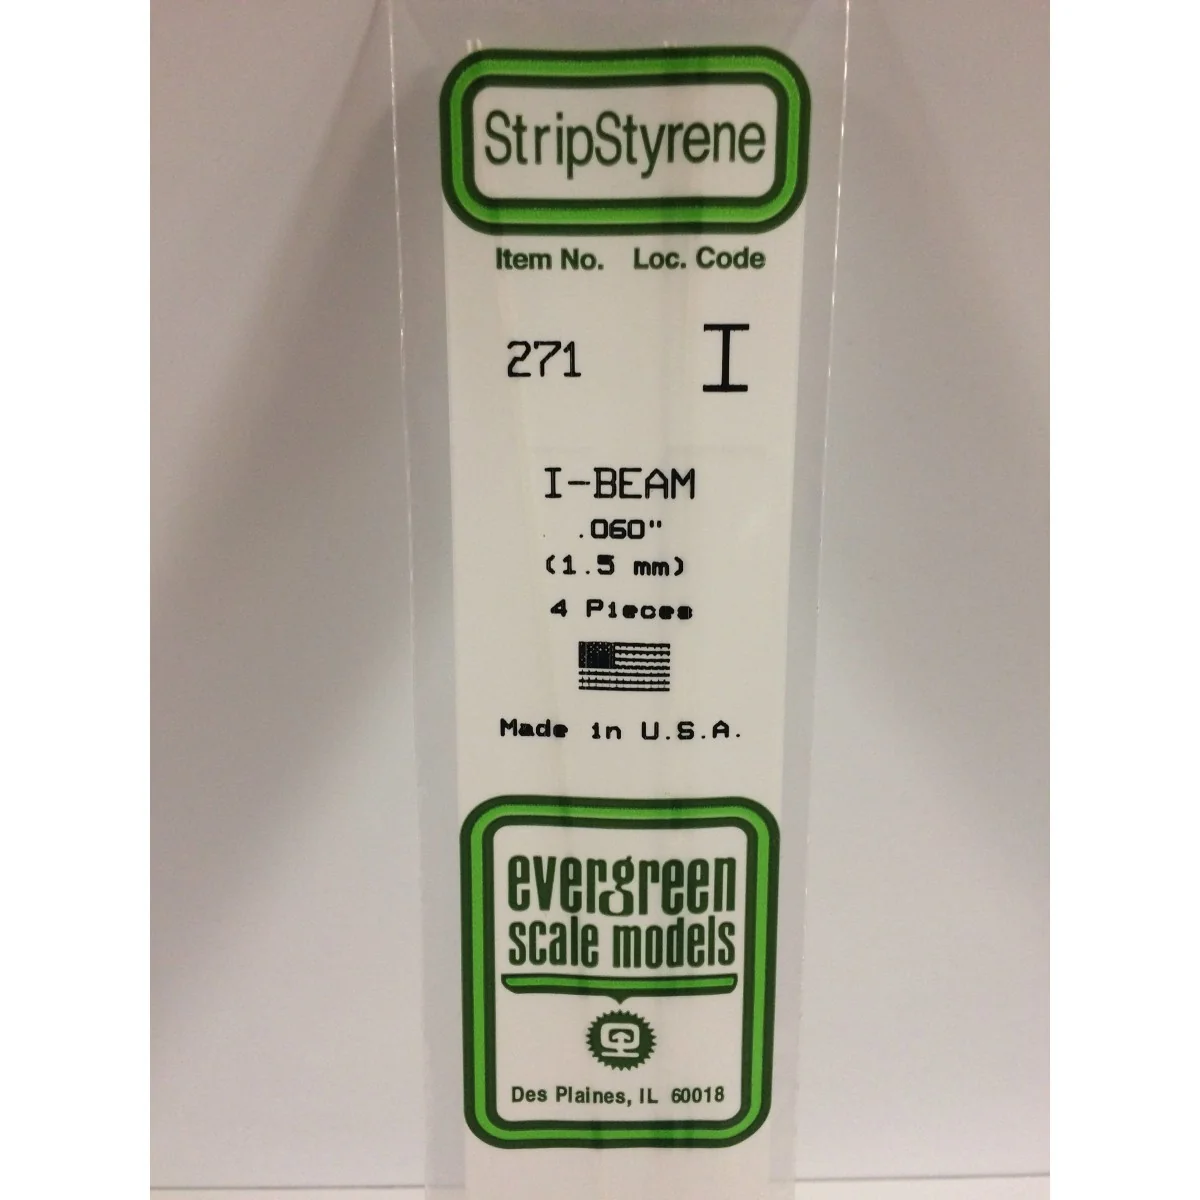 StripStyrene
Item No. Loc. Code
271 I
I-BEAM
.060"
(1.5 mm)
4 Pieces
Made in U.S.A.
evergreen
scale models
Des Plaines, IL 60018